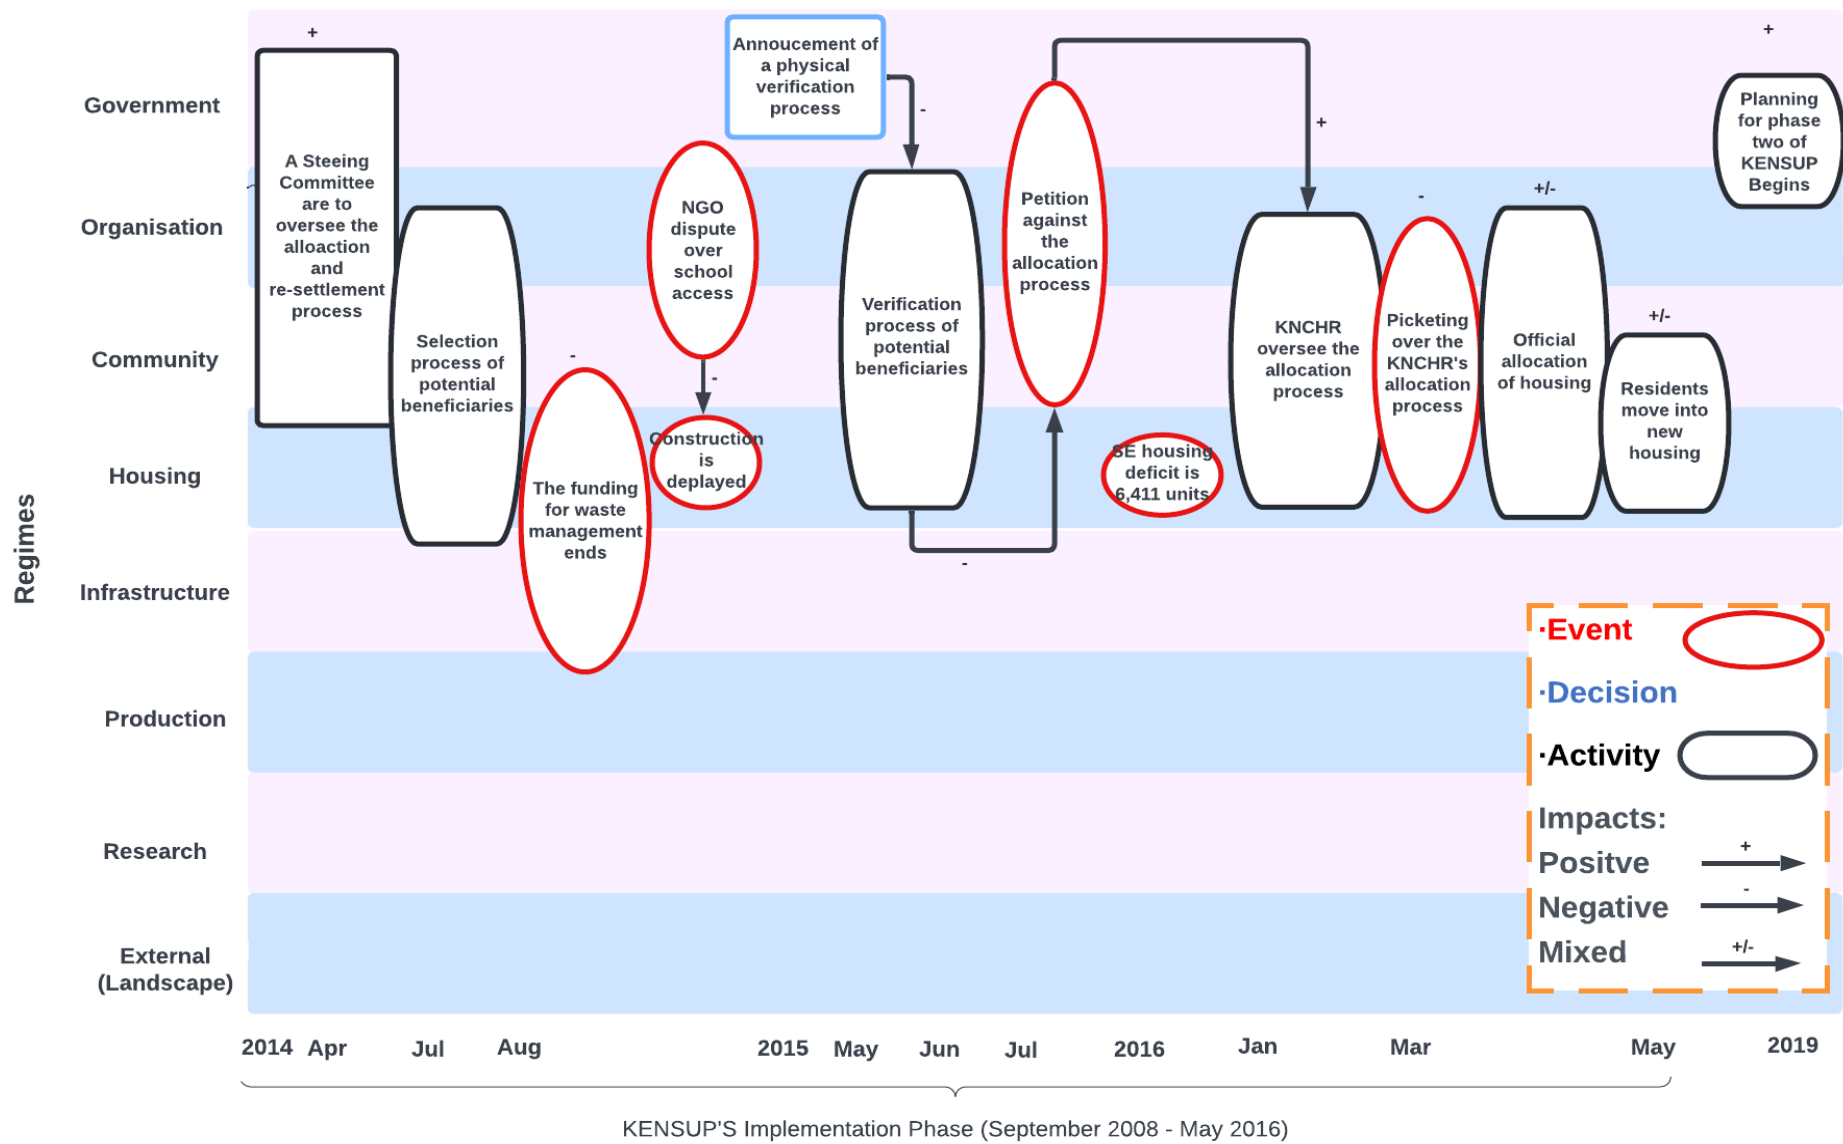 +
A Steeing
Committee
are to
oversee the
alloaction
and
re-settlement
process
Selection
process of
potential
beneficiaries
-
The funding
for waste
management
ends
NGO
dispute
over
school
access
-
Construction
is
deplayed
Annoucement of
a physical
verification
process
-
Verification
process of
potential
beneficiaries
-
Petition
against
the
allocation
process
+
SE housing
deficit is
6,411 units
KNCHR
oversee the
allocation
process
-
Picketing
over the
KNCHR's
allocation
process
+/-
Official
allocation
of housing
+/-
Residents
move into
new
housing
+
Planning
for phase
two of
KENSUP
Begins
Regimes
Government
Organisation
Community
Housing
Infrastructure
Production
Research
External
(Landscape)
·Event
·Decision
·Activity
Impacts:
Positve +
Negative -
Mixed +/-
2014 Apr Jul Aug 2015 May Jun Jul 2016 Jan Mar May 2019
KENSUP'S Implementation Phase (September 2008 - May 2016)